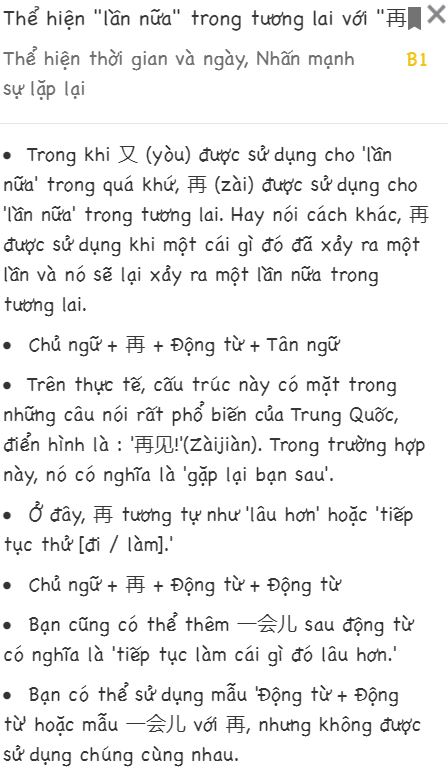 Thể hiện "lần nữa" trong tương lai với "再
Thể hiện thời gian và ngày, Nhấn mạnh
B1
sự lặp lại
• Trong khi 又 (yòu) được sử dụng cho 'lần
nữa' trong quá khứ, 再 (zài) được sử dụng cho
'lần nữa' trong tương lai. Hay nói cách khác, 再
được sử dụng khi một cái gì đó đã xảy ra một
lần và nó sẽ lại xảy ra một lần nữa trong
tương lai.
• Chủ ngữ + 再 + Động từ + Tân ngữ
• Trên thực tế, cấu trúc này có mặt trong
những câu nói rất phổ biến của Trung Quốc,
điển hình là : '再见!'(Zàijiàn). Trong trường hợp
này, nó có nghĩa là 'gặp lại bạn sau'.
• Ở đây, 再 tương tự như 'lâu hơn' hoặc 'tiếp
tục thử [đi / làm].'
• Chủ ngữ + 再 + Động từ + Động từ
• Bạn cũng có thể thêm 一会儿 sau động từ
có nghĩa là 'tiếp tục làm cái gì đó lâu hơn.'
• Bạn có thể sử dụng mẫu 'Động từ + Động
từ' hoặc mẫu 一会儿 với 再, nhưng không được
sử dụng chúng cùng nhau.